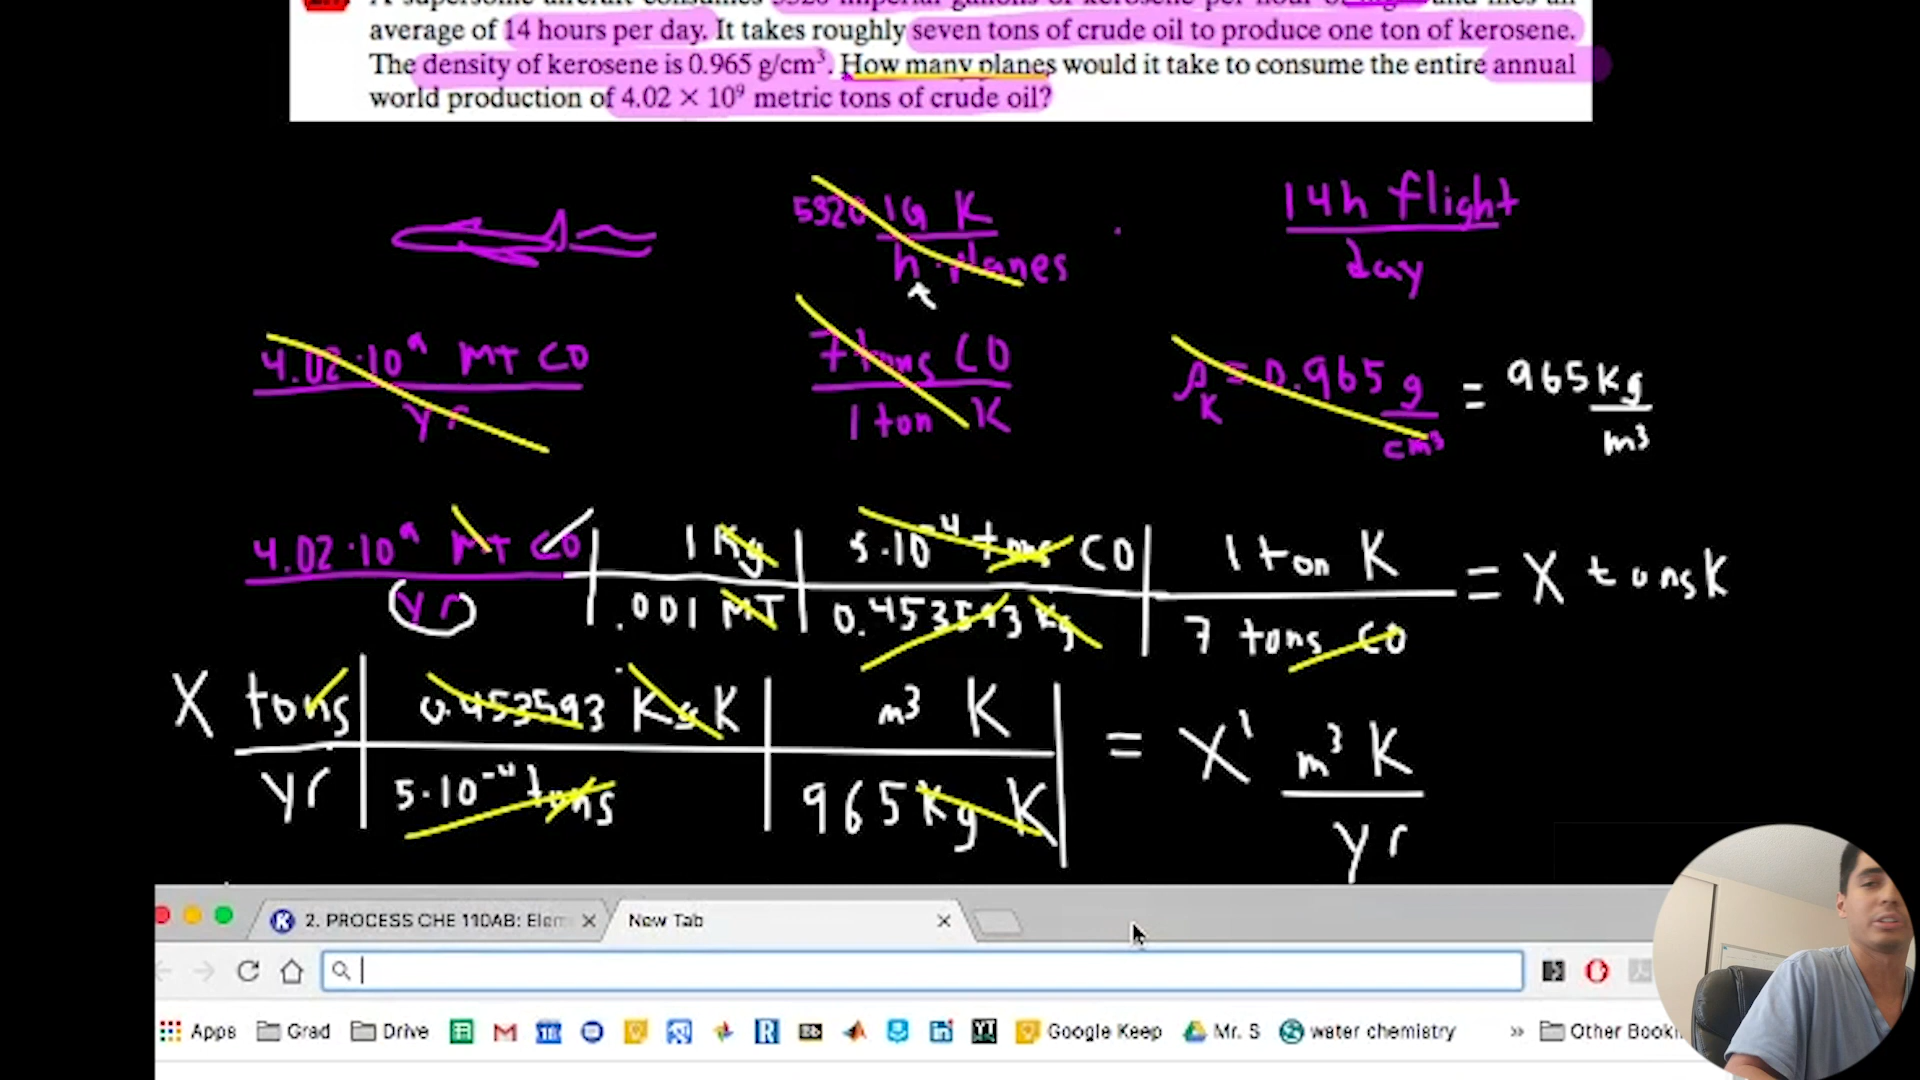 average of 14 hours per day. It takes roughly seven tons of crude oil to produce one ton of kerosene.
The density of kerosene is 0.965 g/cm³. How many planes would it take to consume the entire annual
world production of 4.02 × 10⁹ metric tons of crude oil?
5320 IG K
h · planes
14h flight
day
4.02·10⁹ MT CO
yr
7 tons CO
1 ton K
ρK = 0.965 g
cm³
= 965 Kg
m³
4.02·10⁹ MT CO | 1 Kg | 5·10⁻⁴ tons CO | 1 ton K = X tons K
yr | .001 MT | 0.453593 Kg | 7 tons CO
X tons | 0.453593 Kg K | m³ K | = X' m³ K
yr | 5·10⁻⁴ tons | 965 Kg K | yr
2. PROCESS CHE 110AB: Elem
New Tab
Apps Grad Drive Google Keep Mr. S water chemistry » Other Book